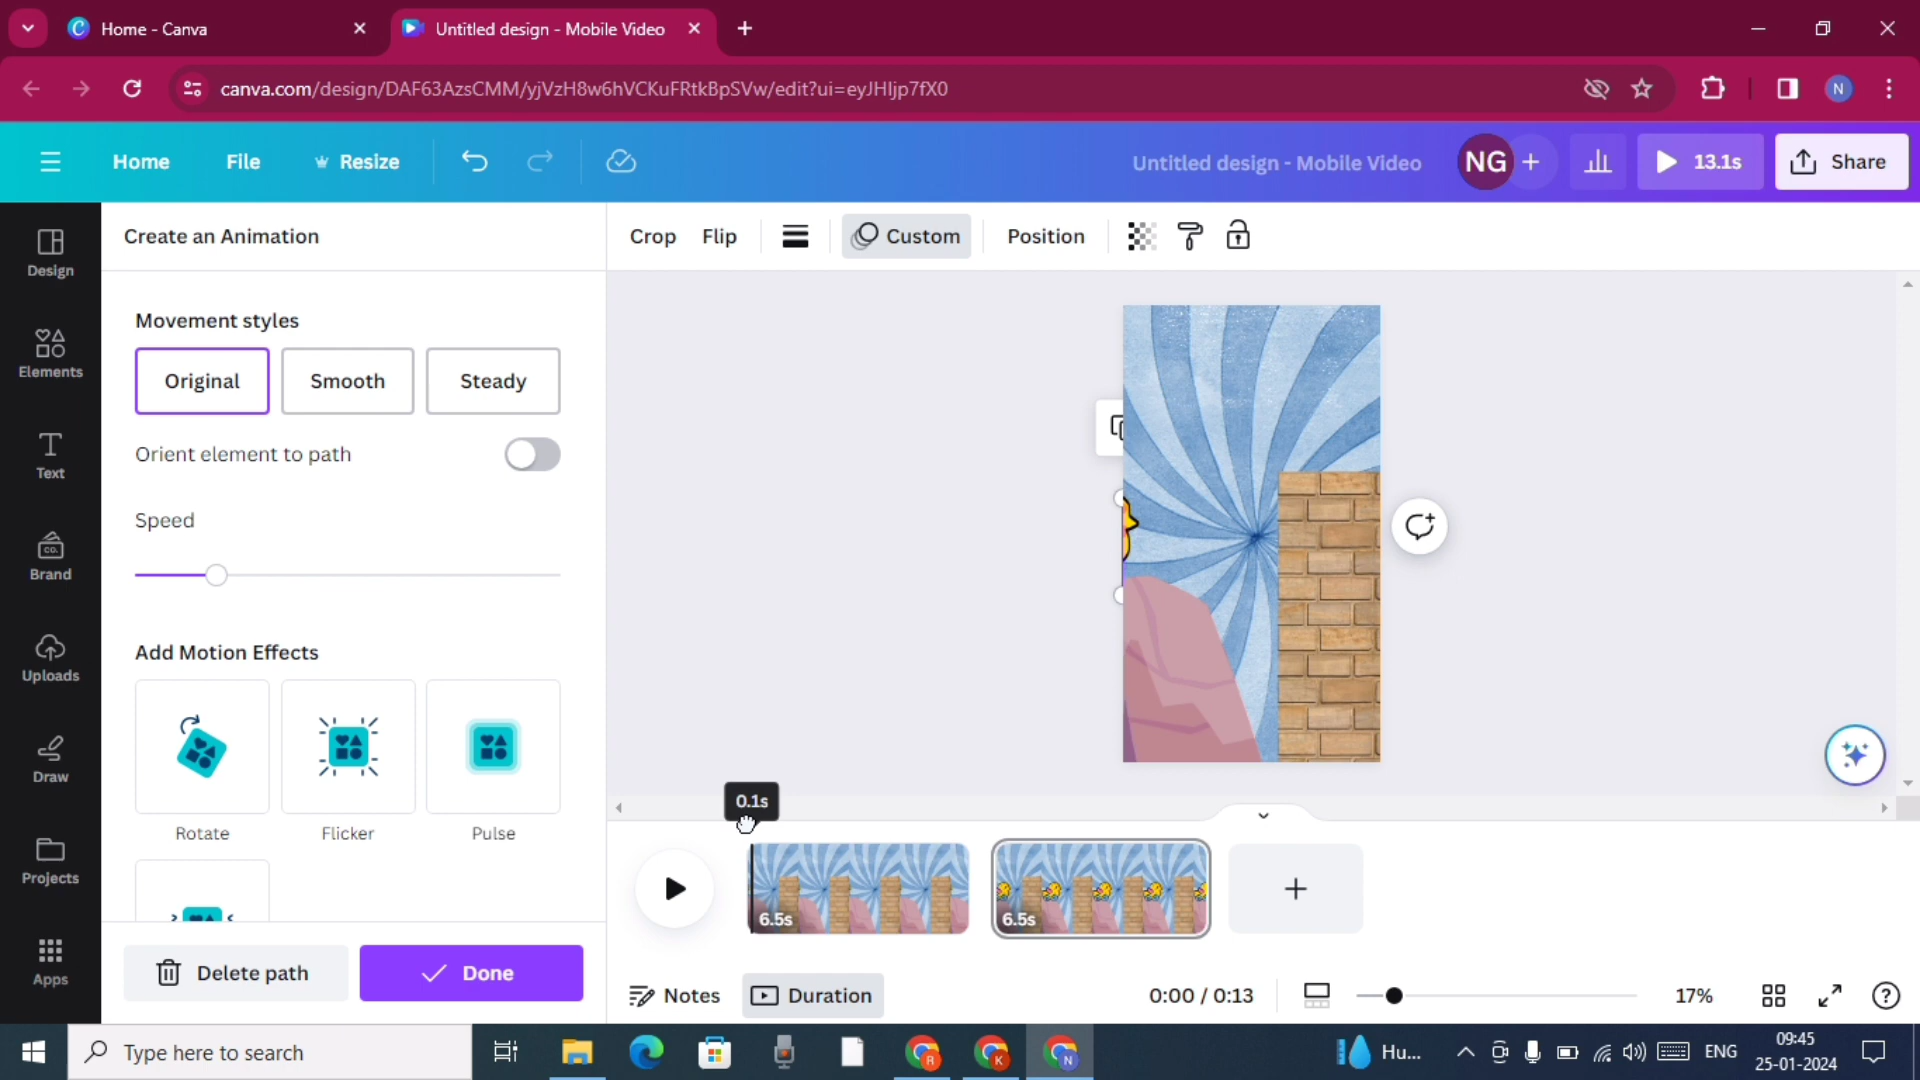 Home - Canva
Untitled design - Mobile Video
canva.com/design/DAF63AzsCMM/yjVzH8w6hVCKuFRtkBpSVw/edit?ui=eyJHIjp7fX0
N
Home
File
Resize
Untitled design - Mobile Video
NG
13.1s
Share
Design
Elements
Text
CO.
Brand
Uploads
Draw
Projects
Apps
Create an Animation
Movement styles
Original
Smooth
Steady
Orient element to path
Speed
Add Motion Effects
Rotate
Flicker
Pulse
Delete path
Done
Crop
Flip
Custom
Position
0.1s
6.5s
6.5s
Notes
Duration
0:00 / 0:13
17%
Type here to search
R
K
N
Hu...
ENG
09:45
25-01-2024